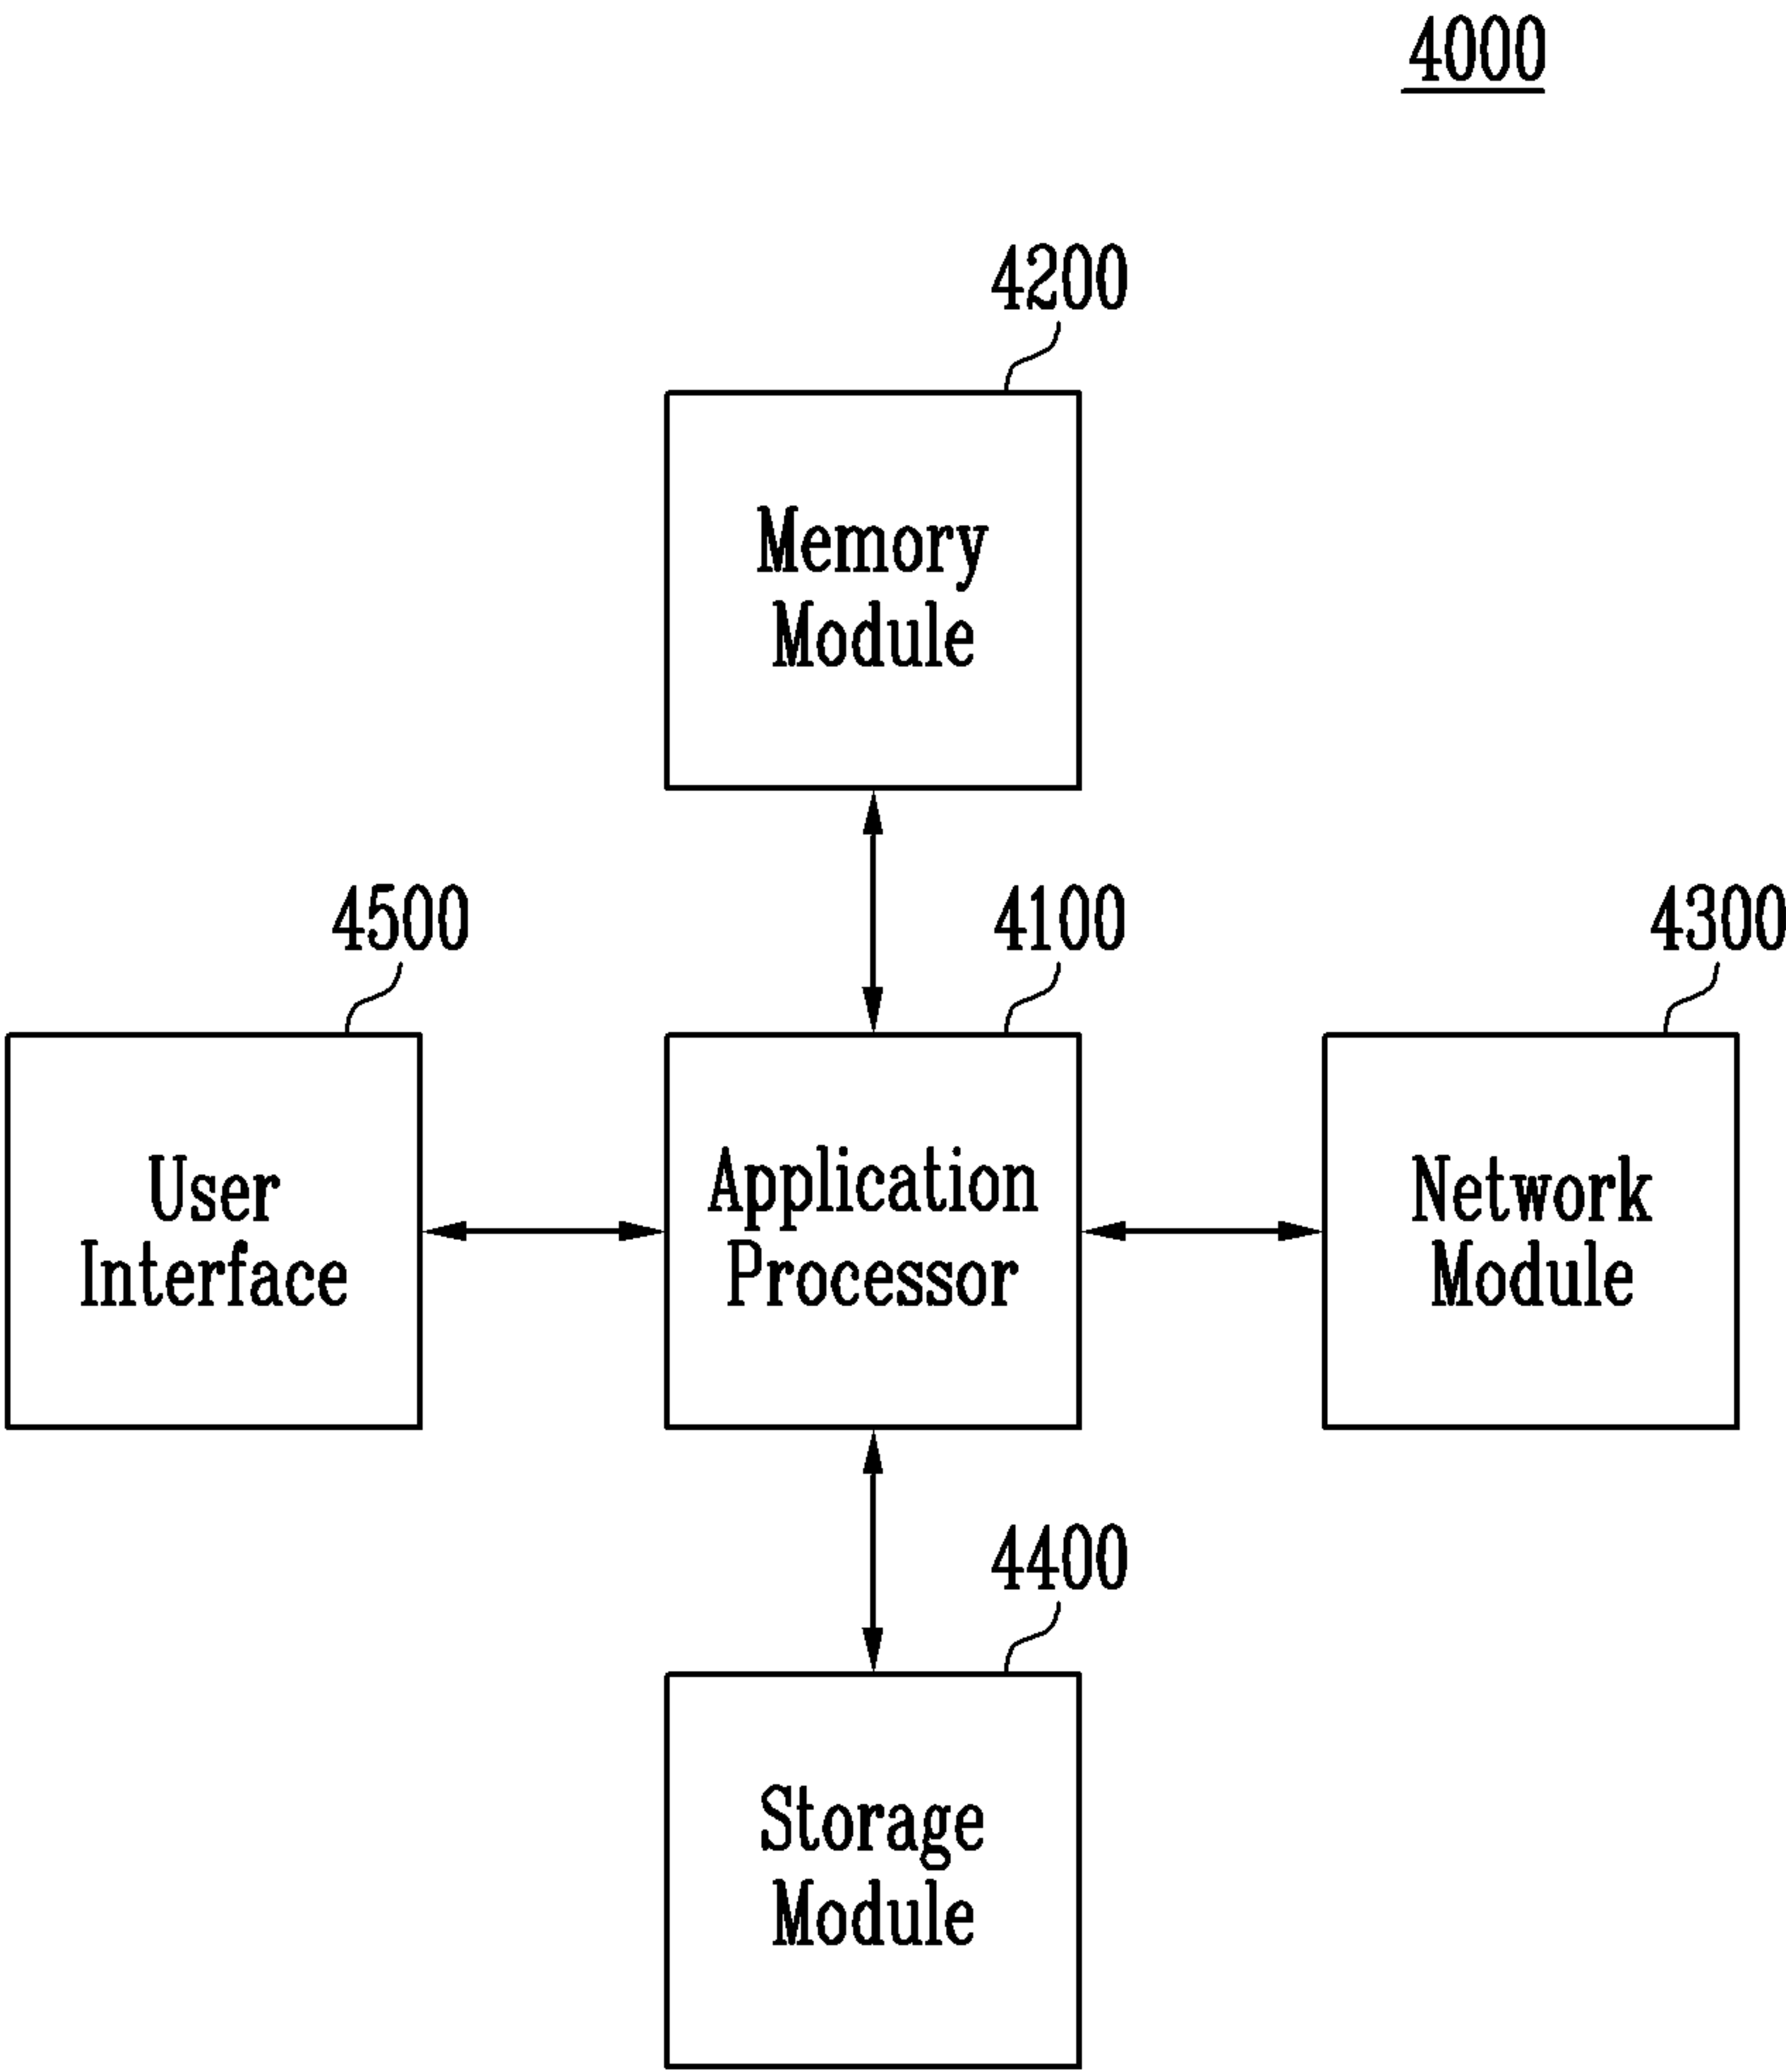 4000
4200
Memory
Module
4500
4100
4300
User
Interface
Application
Processor
Network
Module
4400
Storage
Module